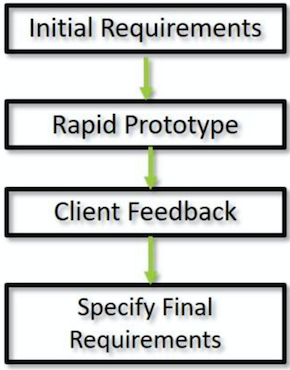 Initial Requirements
Rapid Prototype
Client Feedback
Specify Final
Requirements